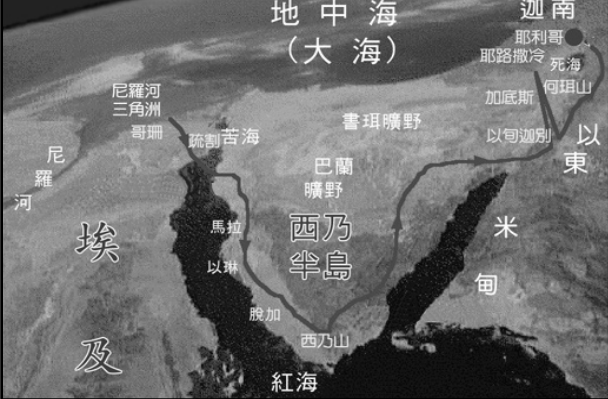 地中海
（大海）
迦南
耶利哥
耶路撒冷
死海
何珥山
加底斯
以旬迦別
以東
尼羅河
三角洲
哥珊
疏割
苦海
書珥曠野
巴蘭
曠野
尼羅河
埃及
馬拉
以琳
脫加
西乃
半島
西乃山
米甸
紅海